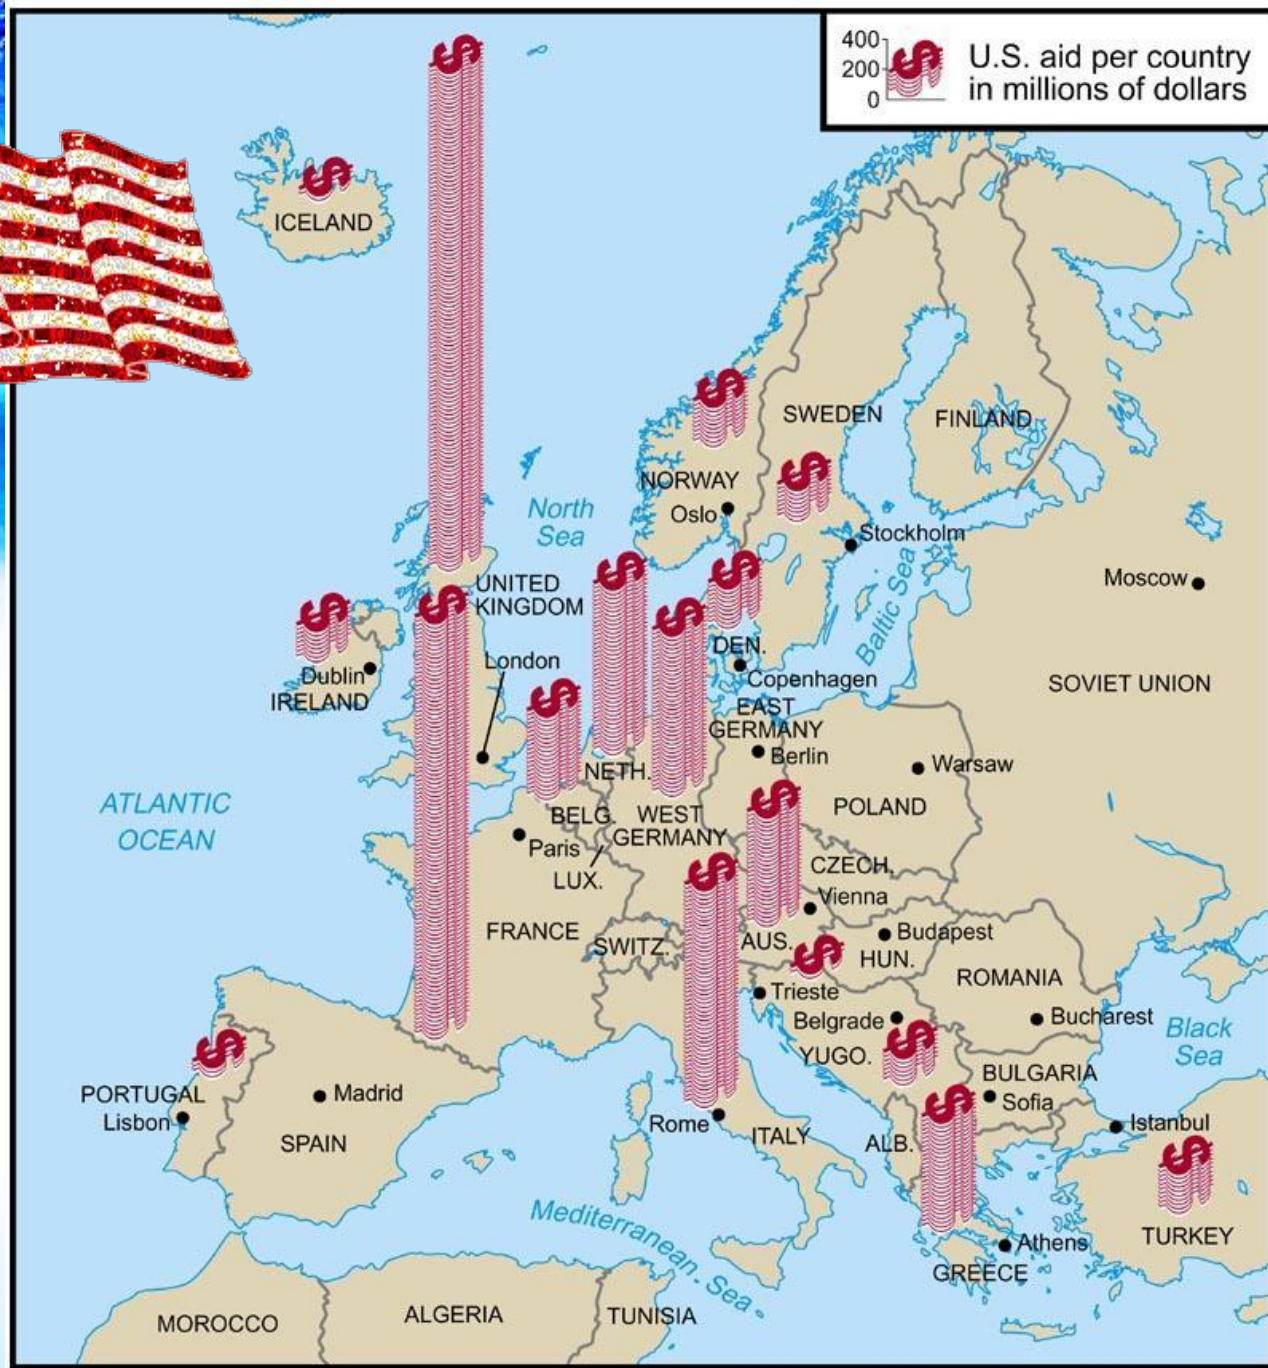 400
200
0
U.S. aid per country
in millions of dollars
$
$
ICELAND
$
$
SWEDEN
FINLAND
$
NORWAY
Oslo
North
Sea
Stockholm
Baltic Sea
Moscow
$
$
UNITED
KINGDOM
$
$
$
$
DEN.
Copenhagen
London
Dublin
IRELAND
SOVIET UNION
$
EAST
GERMANY
Berlin
Warsaw
NETH.
ATLANTIC
OCEAN
$
POLAND
BELG.
WEST
GERMANY
Paris
LUX.
$
CZECH.
Vienna
FRANCE
SWITZ.
AUS.
Budapest
HUN.
$
ROMANIA
Trieste
Belgrade
Bucharest
Black
Sea
$
YUGO.
$
BULGARIA
Sofia
PORTUGAL
Lisbon
Madrid
SPAIN
Rome
ITALY
ALB.
$
Istanbul
$
TURKEY
Mediterranean Sea
Athens
GREECE
MOROCCO
ALGERIA
TUNISIA